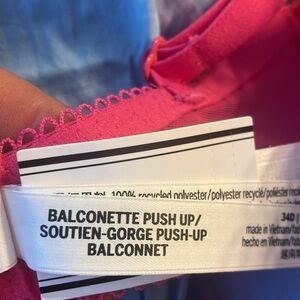 100% recycled polyester/polyester recyclé/poliéster
BALCONETTE PUSH UP/
SOUTIEN-GORGE PUSH-UP
BALCONNET
34D
made in Vietnam/
hecho en Vietnam/